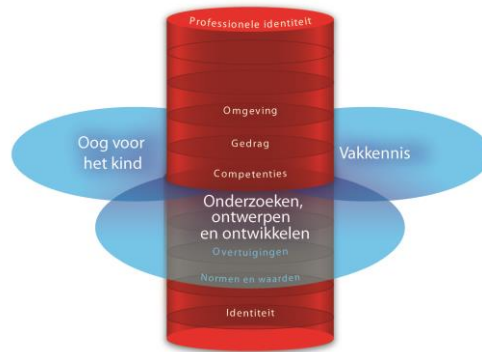 Professionele identiteit
Omgeving
Oog voor
het kind
Gedrag
Vakkennis
Competenties
Onderzoeken,
ontwerpen
en ontwikkelen
Overtuigingen
Normen en waarden
Identiteit